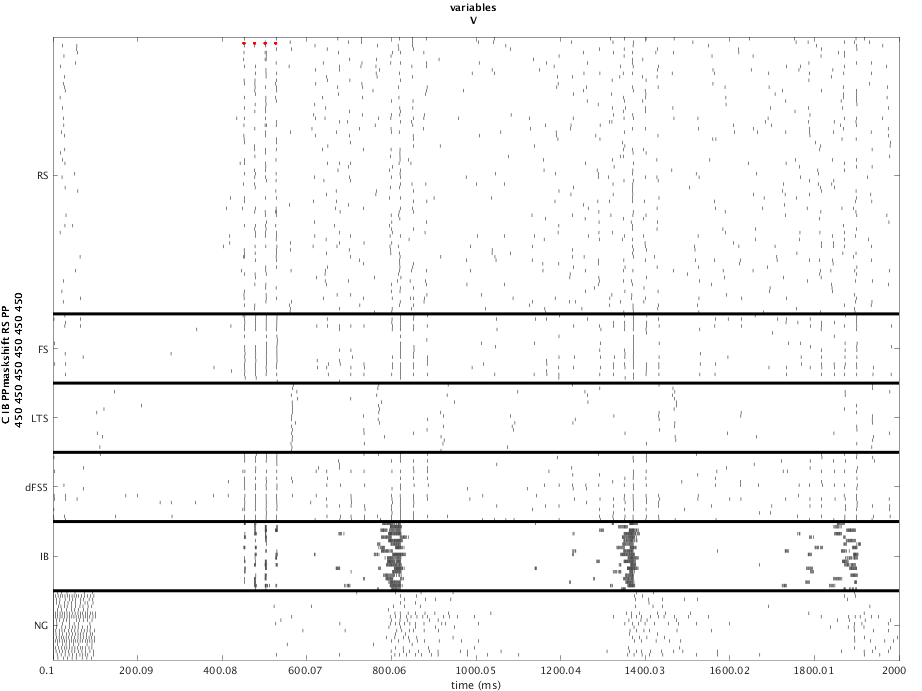 variables
V
C IB PPmaskshift RS PP
450 450 450 450 450 450
RS
FS
LTS
dFS5
IB
NG
0.1 200.09 400.08 600.07 800.06 1000.05 1200.04 1400.03 1600.02 1800.01 2000
time (ms)